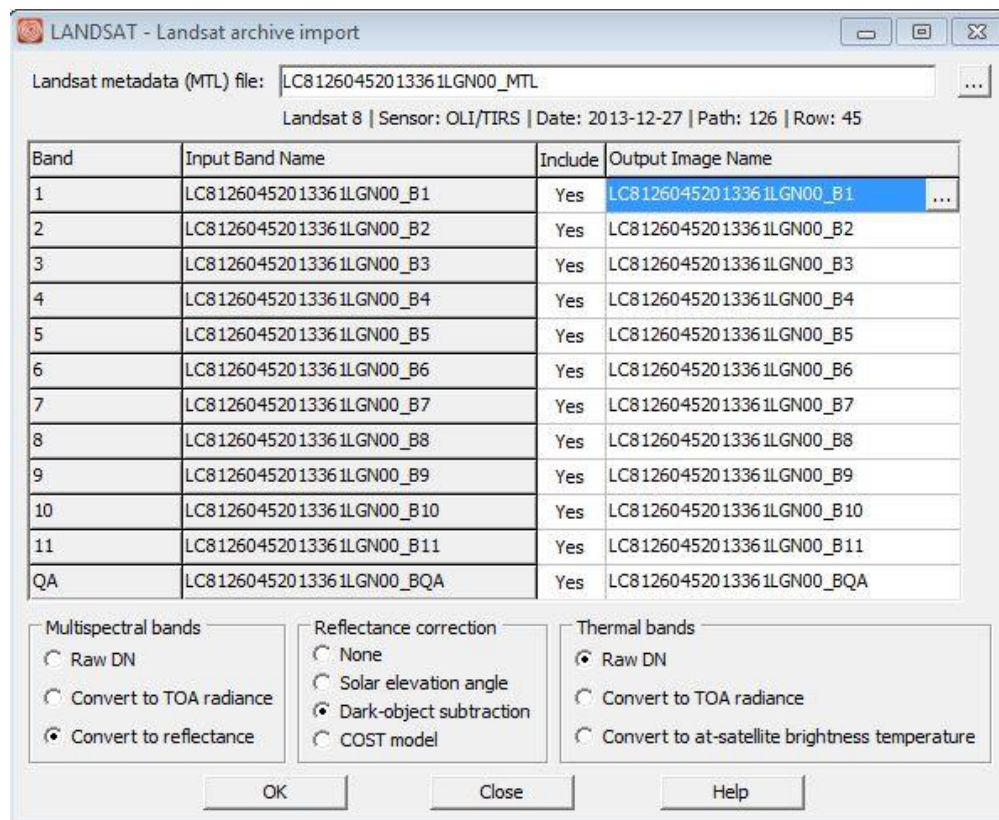 LANDSAT - Landsat archive import
Landsat metadata (MTL) file: LC81260452013361LGN00_MTL ...
Landsat 8 | Sensor: OLI/TIRS | Date: 2013-12-27 | Path: 126 | Row: 45
Band Input Band Name Include Output Image Name
1 LC81260452013361LGN00_B1 Yes LC81260452013361LGN00_B1 ...
2 LC81260452013361LGN00_B2 Yes LC81260452013361LGN00_B2
3 LC81260452013361LGN00_B3 Yes LC81260452013361LGN00_B3
4 LC81260452013361LGN00_B4 Yes LC81260452013361LGN00_B4
5 LC81260452013361LGN00_B5 Yes LC81260452013361LGN00_B5
6 LC81260452013361LGN00_B6 Yes LC81260452013361LGN00_B6
7 LC81260452013361LGN00_B7 Yes LC81260452013361LGN00_B7
8 LC81260452013361LGN00_B8 Yes LC81260452013361LGN00_B8
9 LC81260452013361LGN00_B9 Yes LC81260452013361LGN00_B9
10 LC81260452013361LGN00_B10 Yes LC81260452013361LGN00_B10
11 LC81260452013361LGN00_B11 Yes LC81260452013361LGN00_B11
QA LC81260452013361LGN00_BQA Yes LC81260452013361LGN00_BQA
Multispectral bands
Raw DN
Convert to TOA radiance
Convert to reflectance
Reflectance correction
None
Solar elevation angle
Dark-object subtraction
COST model
Thermal bands
Raw DN
Convert to TOA radiance
Convert to at-satellite brightness temperature
OK Close Help